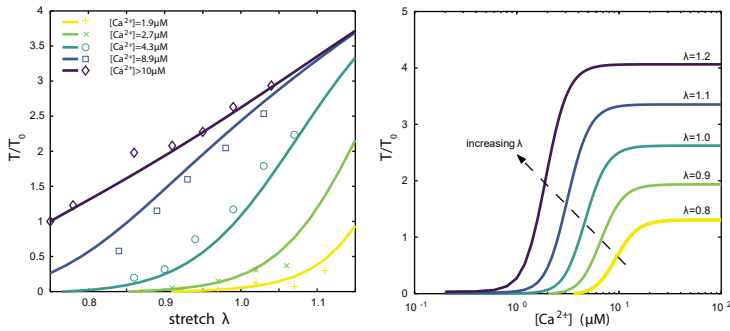 [Ca²⁺]=1.9μM
[Ca²⁺]=2.7μM
[Ca²⁺]=4.3μM
[Ca²⁺]=8.9μM
[Ca²⁺]>10μM
T/T₀
4
3.5
3
2.5
2
1.5
1
0.5
0
0.8
0.9
1.0
1.1
stretch λ
T/T₀
5
4
3
2
1
0
λ=1.2
λ=1.1
λ=1.0
λ=0.9
λ=0.8
increasing λ
10⁻¹
10⁰
10¹
10²
[Ca²⁺] (μM)